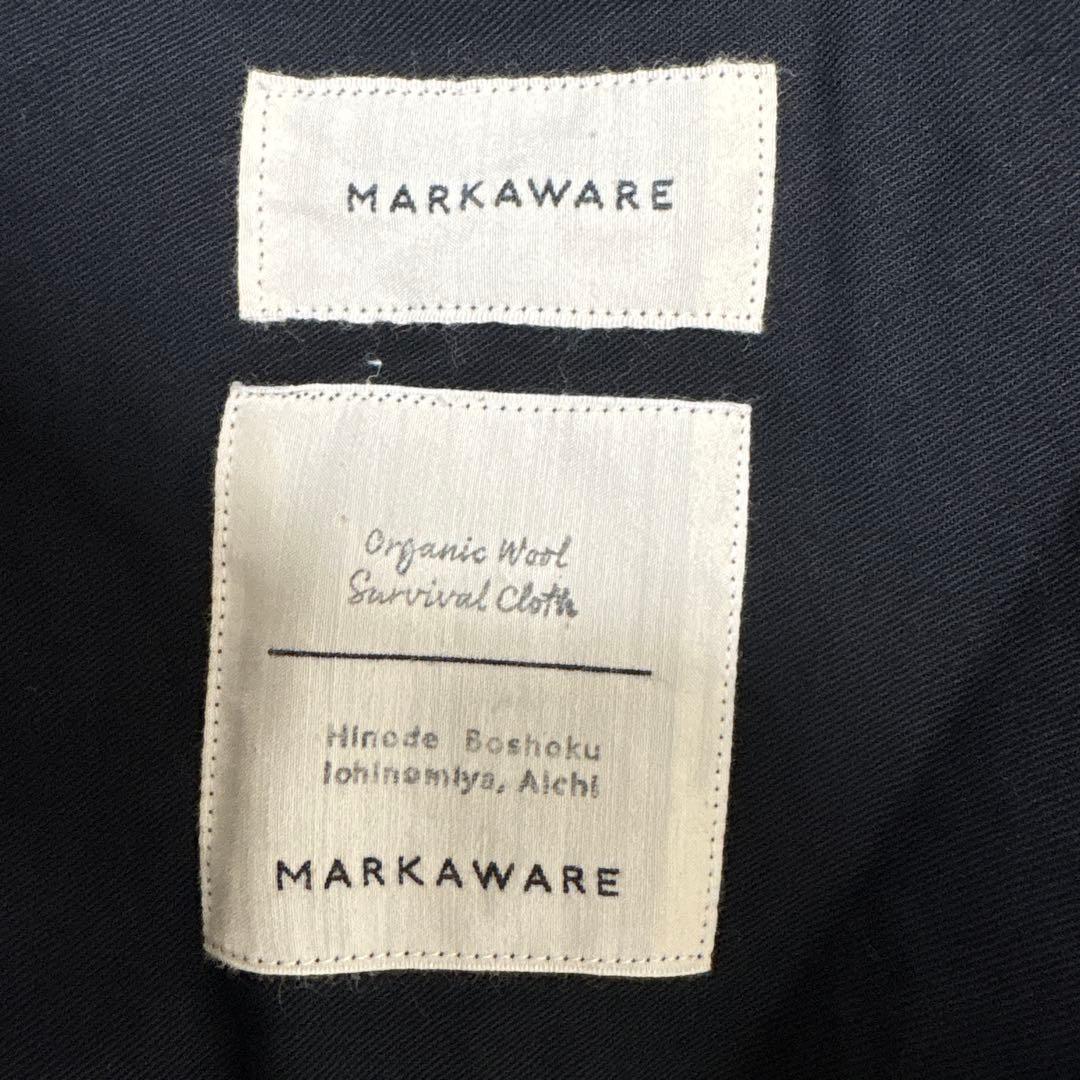 MARKAWARE
Organic Wool
Survival Cloth
Hinode Boshoku
Ichinomiya, Aichi
MARKAWARE